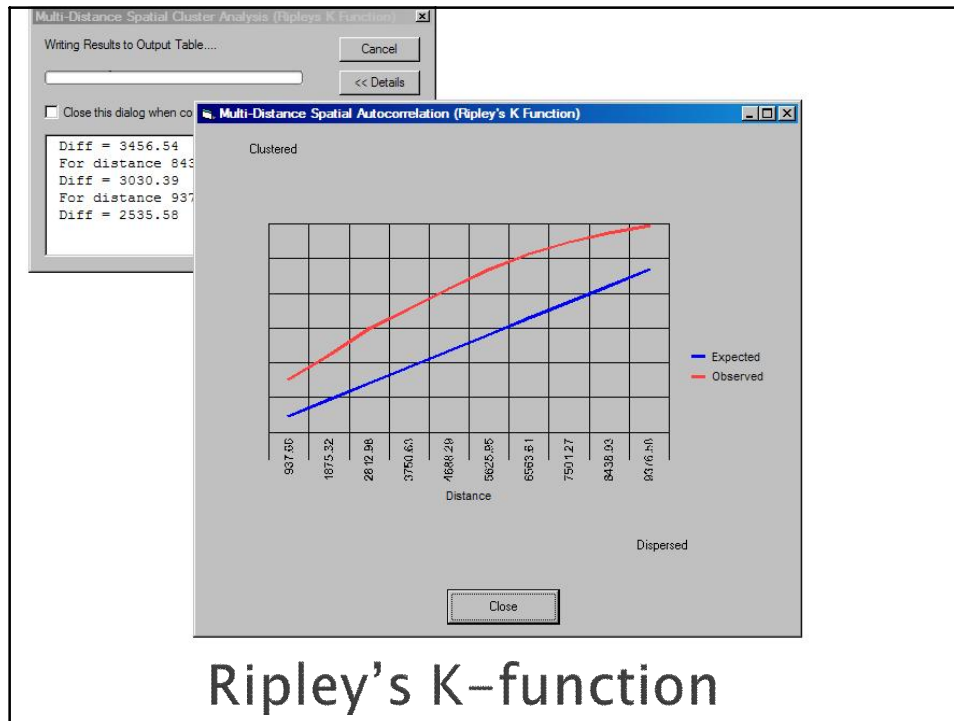 Multi-Distance Spatial Cluster Analysis (Ripleys K Function)
Writing Results to Output Table....
Cancel
<< Details
Close this dialog when co
Diff = 3456.54
For distance 843
Diff = 3030.39
For distance 937
Diff = 2535.58
Multi-Distance Spatial Autocorrelation (Ripley's K Function)
Clustered
Expected
Observed
937.66
1875.32
2812.98
3750.63
4688.29
5625.95
6563.61
7501.27
8438.93
9376.58
Distance
Dispersed
Close
Ripley's K-function